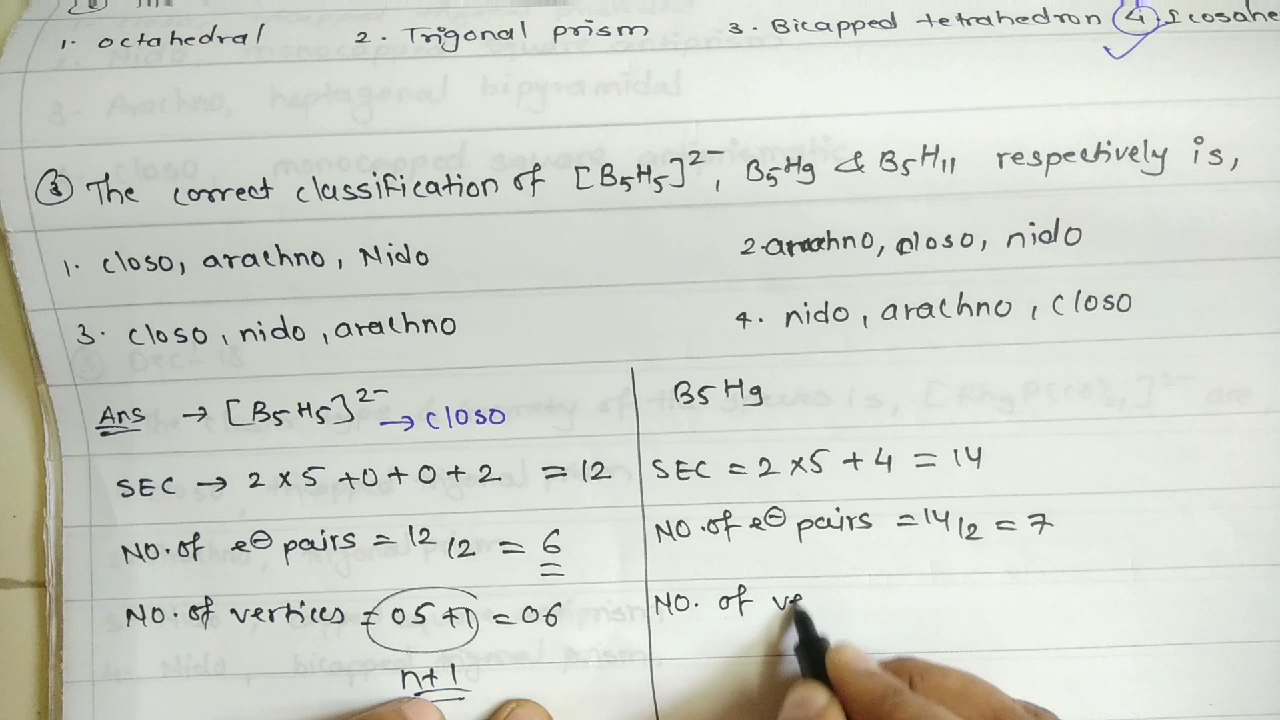 1. octahedral 2. Trigonal prism 3. Bicapped tetrahedron 4 Icosahe
③ The correct classification of [B5H5]²⁻, B5H9 & B5H11 respectively is,
1. closo, arachno, Nido 2. arachno, closo, nido
3. closo, nido, arachno 4. nido, arachno, closo
Ans → [B5H5]²⁻ → closo
SEC → 2 x 5 + 0 + 0 + 2 = 12
NO. of e⊖ pairs = 12/2 = 6
NO. of vertices = 05 + 1 = 06
n+1
B5H9
SEC = 2 x 5 + 4 = 14
NO. of e⊖ pairs = 14/2 = 7
NO. of ve